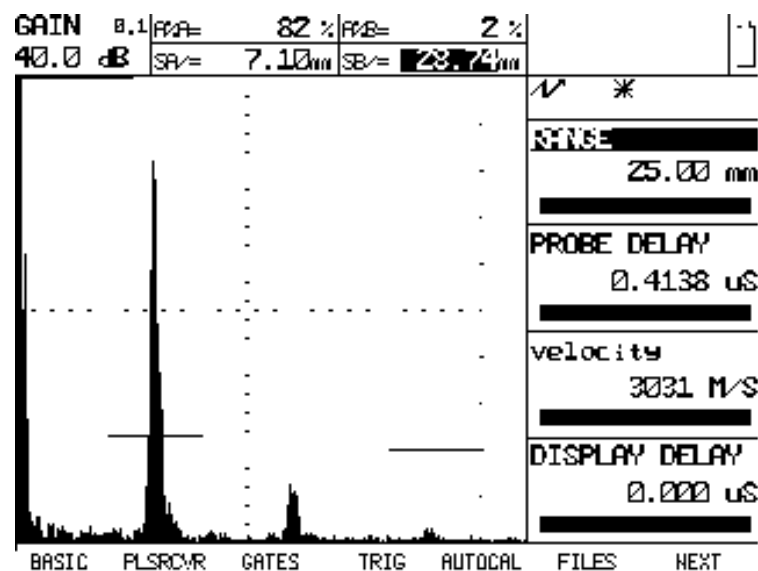 GAIN 0.1 A%A= 82 % A%B= 2 %
40.0 dB SA/= 7.10mm SB/= 28.74mm
RANGE
25.00 mm
PROBE DELAY
0.4138 uS
velocity
3031 M/S
DISPLAY DELAY
0.000 uS
BASIC PLSRCVR GATES TRIG AUTOCAL FILES NEXT